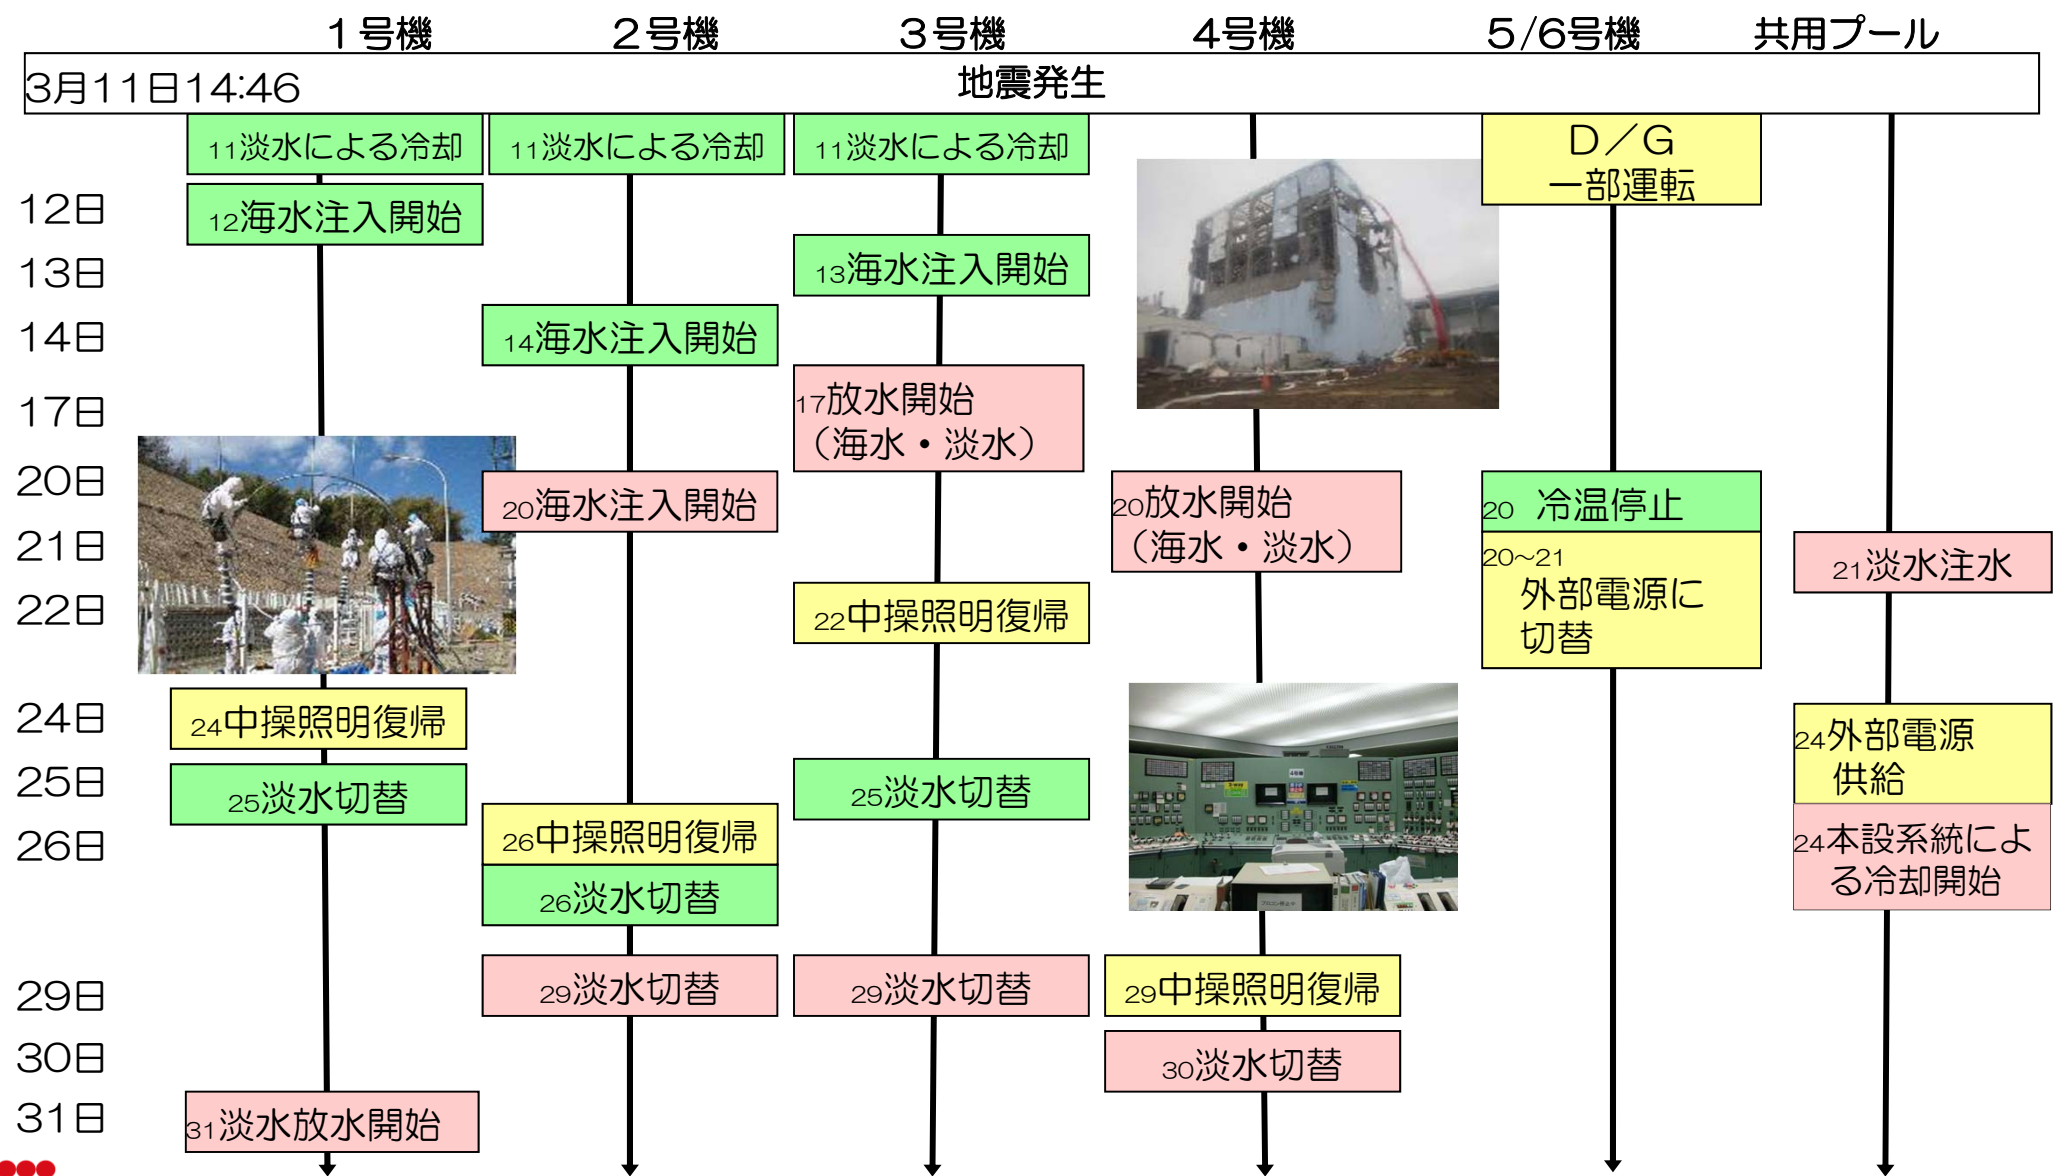 １号機 ２号機 ３号機 ４号機 5/6号機 共用プール
3月11日14:46 地震発生
11淡水による冷却 11淡水による冷却 11淡水による冷却 Ｄ／Ｇ
一部運転
12日 12海水注入開始
13日 13海水注入開始
14日 14海水注入開始
17日 17放水開始
（海水・淡水）
20日 20海水注入開始 20放水開始
（海水・淡水） 20 冷温停止
21日 20～21
外部電源に
切替 21淡水注水
22日 22中操照明復帰
24日 24中操照明復帰 24外部電源
供給
25日 25淡水切替 25淡水切替
4号機
26日 26中操照明復帰 24本設系統によ
る冷却開始
26淡水切替
29日 29淡水切替 29淡水切替 29中操照明復帰
30日 30淡水切替
31日 31淡水放水開始